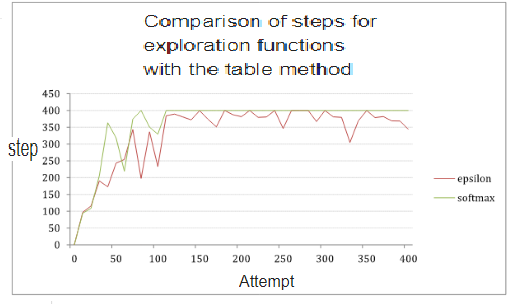 Comparison of steps for
exploration functions
with the table method
450
400
350
300
250
200
150
100
50
0
step
0 50 100 150 200 250 300 350 400
Attempt
epsilon
softmax